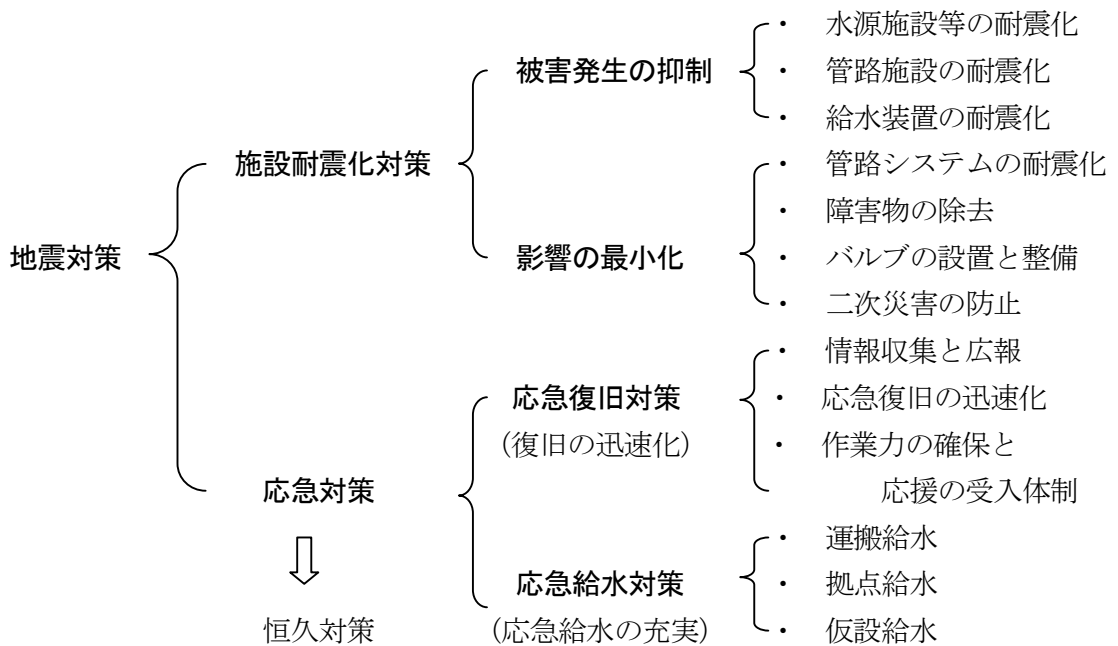 ・ 水源施設等の耐震化
被害発生の抑制 ・ 管路施設の耐震化
・ 給水装置の耐震化
施設耐震化対策 ・ 管路システムの耐震化
・ 障害物の除去
地震対策 影響の最小化 ・ バルブの設置と整備
・ 二次災害の防止
・ 情報収集と広報
応急復旧対策 ・ 応急復旧の迅速化
(復旧の迅速化) ・ 作業力の確保と
応急対策 応援の受入体制
・ 運搬給水
応急給水対策 ・ 拠点給水
恒久対策 (応急給水の充実) ・ 仮設給水